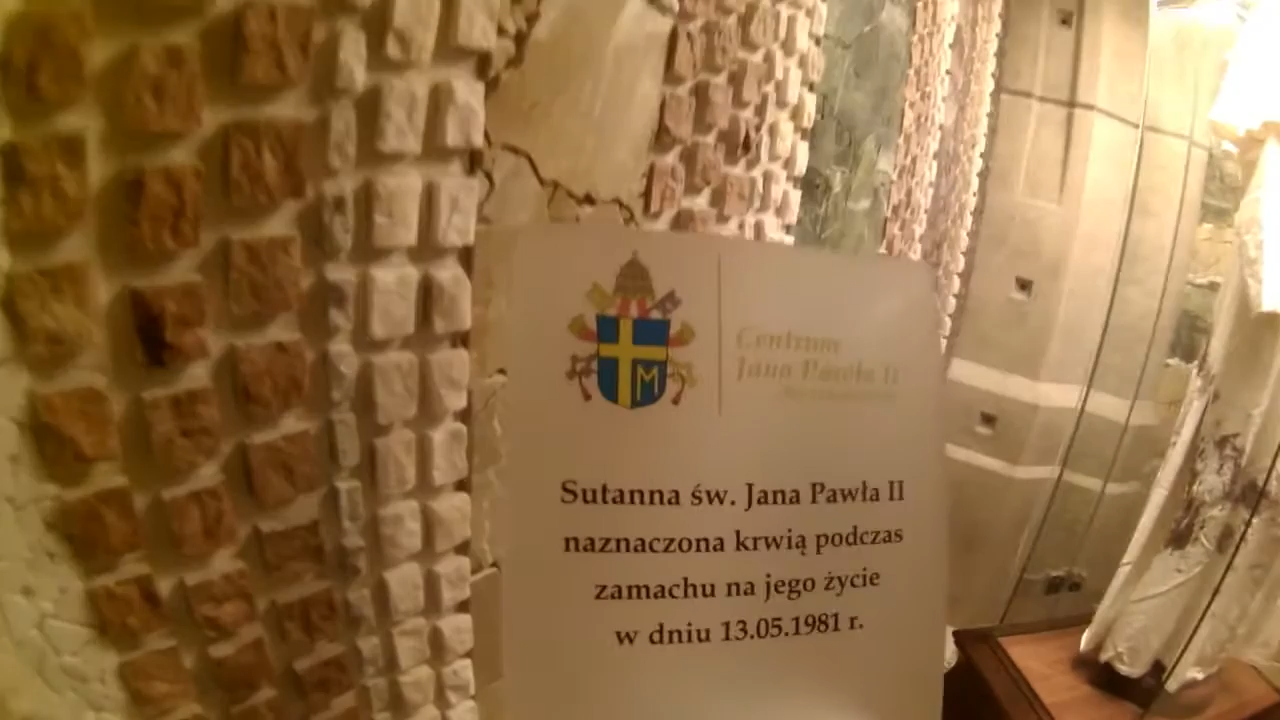 Centrum
Jana Pawła II
Sutanna św. Jana Pawła II
naznaczona krwią podczas
zamachu na jego życie
w dniu 13.05.1981 r.
M